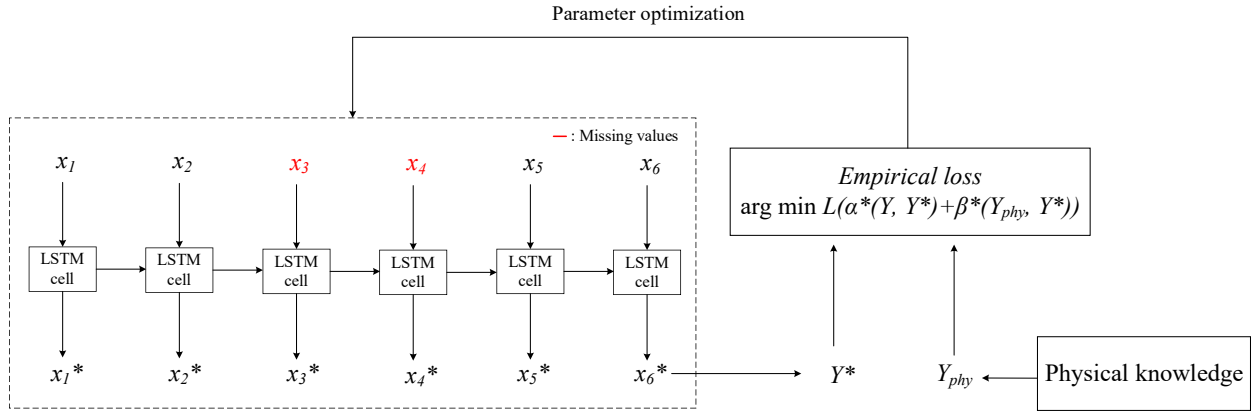 Parameter optimization
— : Missing values
x1 x2 x3 x4 x5 x6
LSTM cell
LSTM cell
LSTM cell
LSTM cell
LSTM cell
LSTM cell
x1* x2* x3* x4* x5* x6*
Empirical loss
arg min L(α*(Y, Y*)+β*(Yphy, Y*))
Y*
Yphy
Physical knowledge